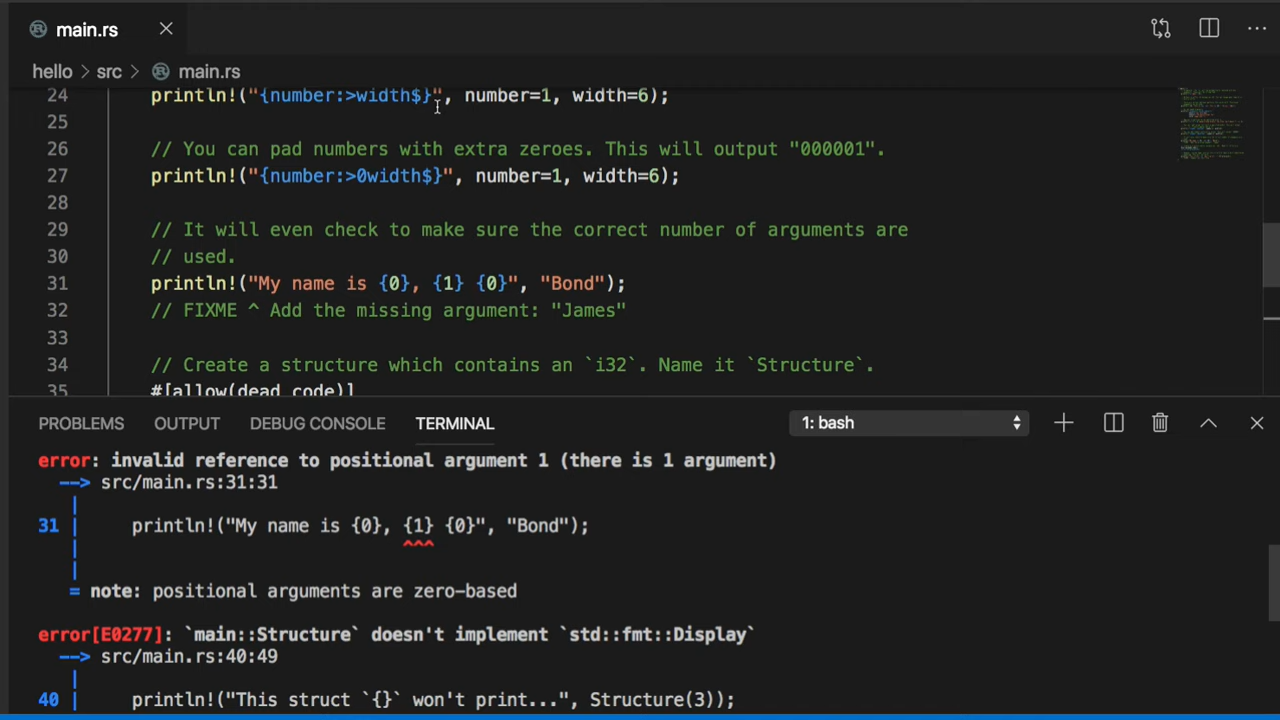 main.rs
hello > src > main.rs
24 println!("{number:>width$}", number=1, width=6);
25
26 // You can pad numbers with extra zeroes. This will output "000001".
27 println!("{number:>0width$}", number=1, width=6);
28
29 // It will even check to make sure the correct number of arguments are
30 // used.
31 println!("My name is {0}, {1} {0}", "Bond");
32 // FIXME ^ Add the missing argument: "James"
33
34 // Create a structure which contains an `i32`. Name it `Structure`.
35 #[allow(dead_code)]
PROBLEMS OUTPUT DEBUG CONSOLE TERMINAL 1: bash
error: invalid reference to positional argument 1 (there is 1 argument)
--> src/main.rs:31:31
|
31 | println!("My name is {0}, {1} {0}", "Bond");
| ^^^
|
= note: positional arguments are zero-based
error[E0277]: `main::Structure` doesn't implement `std::fmt::Display`
--> src/main.rs:40:49
|
40 | println!("This struct `{}` won't print...", Structure(3));